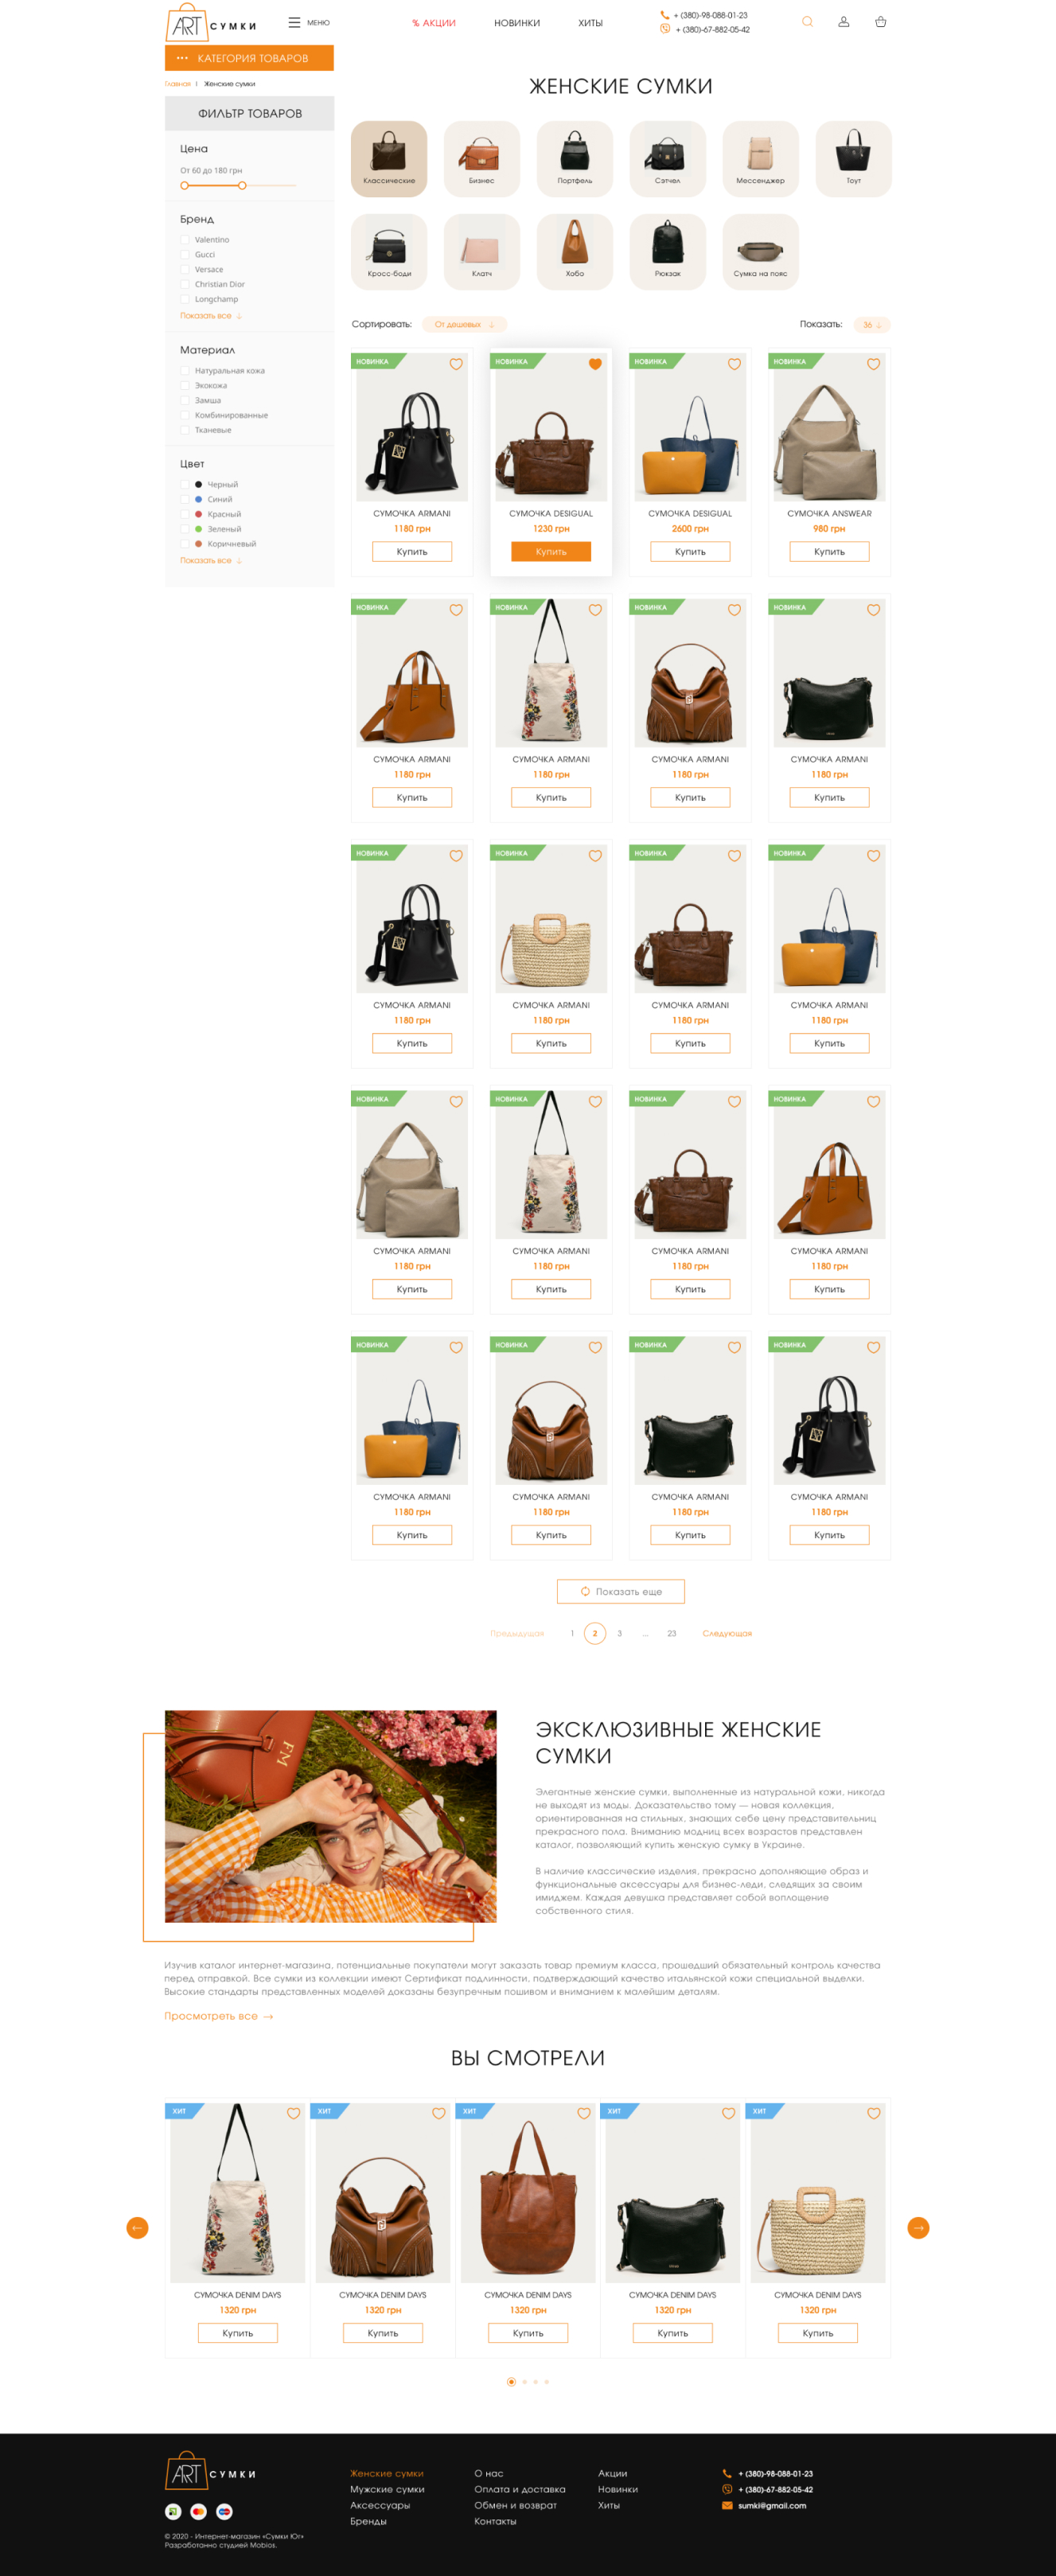 ART СУМКИ
МЕНЮ
% АКЦИИ
НОВИНКИ
ХИТЫ
+ (380)-98-088-01-23
+ (380)-67-882-05-42
КАТЕГОРИЯ ТОВАРОВ
Главная | Женские сумки
ФИЛЬТР ТОВАРОВ
Цена
От 60 до 180 грн
Бренд
Valentino
Gucci
Versace
Christian Dior
Longchamp
Показать все ↓
Материал
Натуральная кожа
Экокожа
Замша
Комбинированные
Тканевые
Цвет
Черный
Синий
Красный
Зеленый
Коричневый
Показать все ↓
ЖЕНСКИЕ СУМКИ
Классические
Бизнес
Портфель
Сэтчел
Мессенджер
Тоут
Кросс-боди
Клатч
Хобо
Рюкзак
Сумка на пояс
Сортировать: От дешевых ↓
Показать: 36 ↓
НОВИНКА НОВИНКА НОВИНКА НОВИНКА
СУМОЧКА ARMANI СУМОЧКА DESIGUAL СУМОЧКА DESIGUAL СУМОЧКА ANSWEAR
1180 грн 1230 грн 2600 грн 980 грн
Купить Купить Купить Купить
НОВИНКА НОВИНКА НОВИНКА НОВИНКА
СУМОЧКА ARMANI СУМОЧКА ARMANI СУМОЧКА ARMANI СУМОЧКА ARMANI
1180 грн 1180 грн 1180 грн 1180 грн
Купить Купить Купить Купить
НОВИНКА НОВИНКА НОВИНКА НОВИНКА
СУМОЧКА ARMANI СУМОЧКА ARMANI СУМОЧКА ARMANI СУМОЧКА ARMANI
1180 грн 1180 грн 1180 грн 1180 грн
Купить Купить Купить Купить
НОВИНКА НОВИНКА НОВИНКА НОВИНКА
СУМОЧКА ARMANI СУМОЧКА ARMANI СУМОЧКА ARMANI СУМОЧКА ARMANI
1180 грн 1180 грн 1180 грн 1180 грн
Купить Купить Купить Купить
НОВИНКА НОВИНКА НОВИНКА НОВИНКА
СУМОЧКА ARMANI СУМОЧКА ARMANI СУМОЧКА ARMANI СУМОЧКА ARMANI
1180 грн 1180 грн 1180 грн 1180 грн
Купить Купить Купить Купить
Показать еще
Предыдущая 1 2 3 ... 23 Следующая
FM
ЭКСКЛЮЗИВНЫЕ ЖЕНСКИЕ
СУМКИ
Элегантные женские сумки, выполненные из натуральной кожи, никогда
не выходят из моды. Доказательство тому — новая коллекция,
ориентированная на стильных, знающих себе цену представительниц
прекрасного пола. Вниманию модниц всех возрастов представлен
каталог, позволяющий купить женскую сумку в Украине.
В наличие классические изделия, прекрасно дополняющие образ и
функциональные аксессуары для бизнес-леди, следящих за своим
имиджем. Каждая девушка представляет собой воплощение
собственного стиля.
Изучив каталог интернет-магазина, потенциальные покупатели могут заказать товар премиум класса, прошедший обязательный контроль качества
перед отправкой. Все сумки из коллекции имеют Сертификат подлинности, подтверждающий качество итальянской кожи специальной выделки.
Высокие стандарты представленных моделей доказаны безупречным пошивом и вниманием к малейшим деталям.
Просмотреть все →
ВЫ СМОТРЕЛИ
ХИТ ХИТ ХИТ ХИТ ХИТ
СУМОЧКА DENIM DAYS СУМОЧКА DENIM DAYS СУМОЧКА DENIM DAYS СУМОЧКА DENIM DAYS СУМОЧКА DENIM DAYS
1320 грн 1320 грн 1320 грн 1320 грн 1320 грн
Купить Купить Купить Купить Купить
ART СУМКИ
© 2020 - Интернет-магазин «Сумки Юг»
Разработанно студией Mobios.
Женские сумки
Мужские сумки
Аксессуары
Бренды
О нас
Оплата и доставка
Обмен и возврат
Контакты
Акции
Новинки
Хиты
+ (380)-98-088-01-23
+ (380)-67-882-05-42
sumki@gmail.com